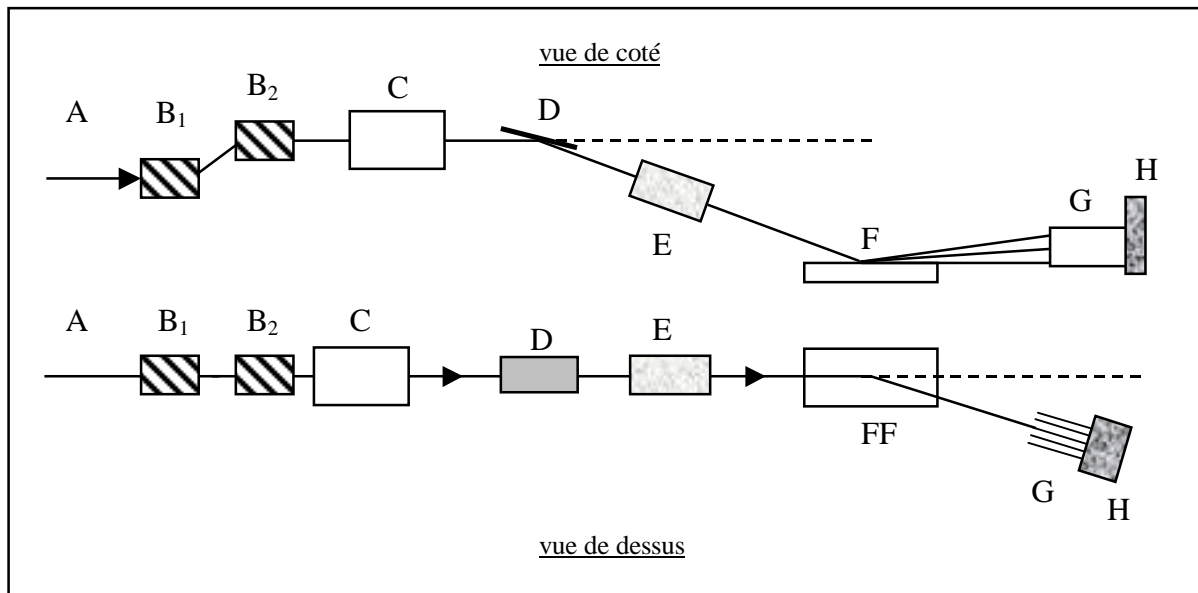 vue de coté
A B₁ B₂ C D E F G H
A B₁ B₂ C D E FF G H
vue de dessus